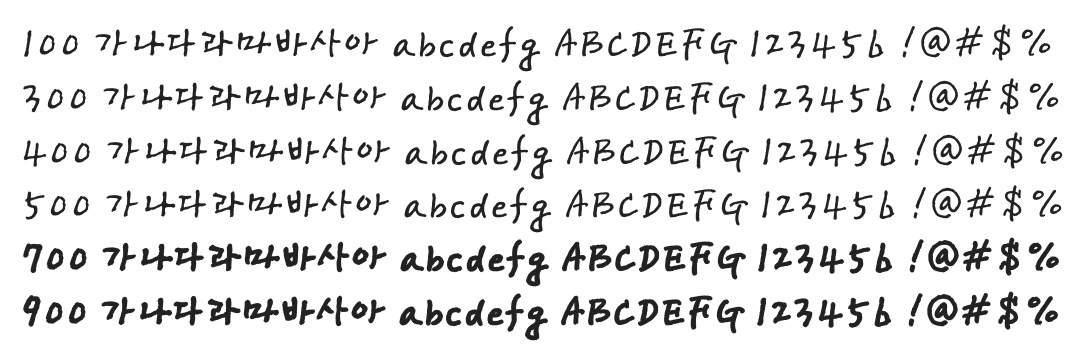 100 가나다라마바사아 abcdefg ABCDEFG 123456 !@#$%
300 가나다라마바사아 abcdefg ABCDEFG 123456 !@#$%
400 가나다라마바사아 abcdefg ABCDEFG 123456 !@#$%
500 가나다라마바사아 abcdefg ABCDEFG 123456 !@#$%
700 가나다라마바사아 abcdefg ABCDEFG 123456 !@#$%
900 가나다라마바사아 abcdefg ABCDEFG 123456 !@#$%